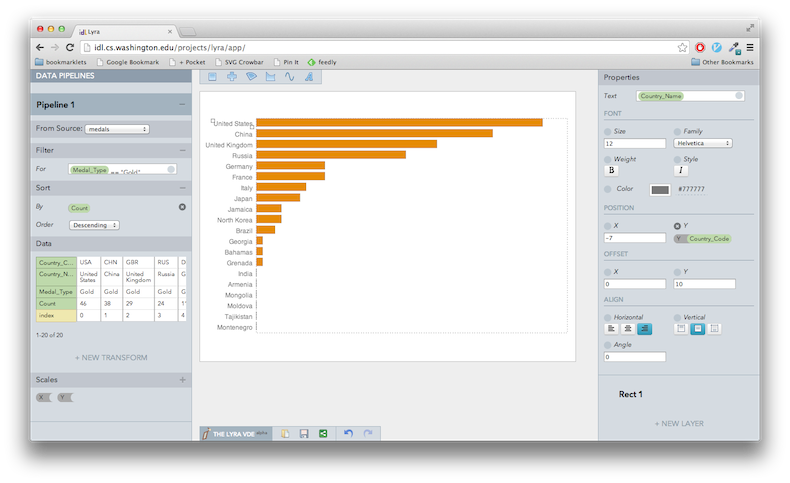 Lyra
idl.cs.washington.edu/projects/lyra/app/
bookmarklets Google Bookmark + Pocket SVG Crowbar Pin It feedly Other Bookmarks
DATA PIPELINES
Pipeline 1
From Source: medals
Filter
For Medal_Type == "Gold"
Sort
By Count
Order Descending
Data
Country_C... USA CHN GBR RUS
Country_N... United States China United Kingdom Russia G
Medal_Type Gold Gold Gold Gold G
Count 46 38 29 24 11
index 0 1 2 3 4
1-20 of 20
+ NEW TRANSFORM
Scales
X Y
United States
China
United Kingdom
Russia
Germany
France
Italy
Japan
Jamaica
North Korea
Brazil
Georgia
Bahamas
Grenada
India
Armenia
Mongolia
Moldova
Tajikistan
Montenegro
THE LYRA VDE alpha
Properties
Text Country_Name
FONT
Size Family
12 Helvetica
Weight Style
B I
Color #777777
POSITION
X Y
-7 Y Country_Code
OFFSET
X Y
0 10
ALIGN
Horizontal Vertical
Angle
0
Rect 1
+ NEW LAYER